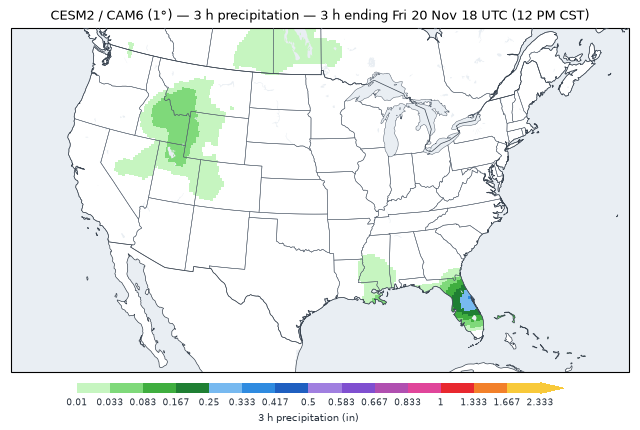 CESM2 / CAM6 (1°) — 3 h precipitation — 3 h ending Fri 20 Nov 18 UTC (12 PM CST)
0.01 0.033 0.083 0.167 0.25 0.333 0.417 0.5 0.583 0.667 0.833 1 1.333 1.667 2.333
3 h precipitation (in)